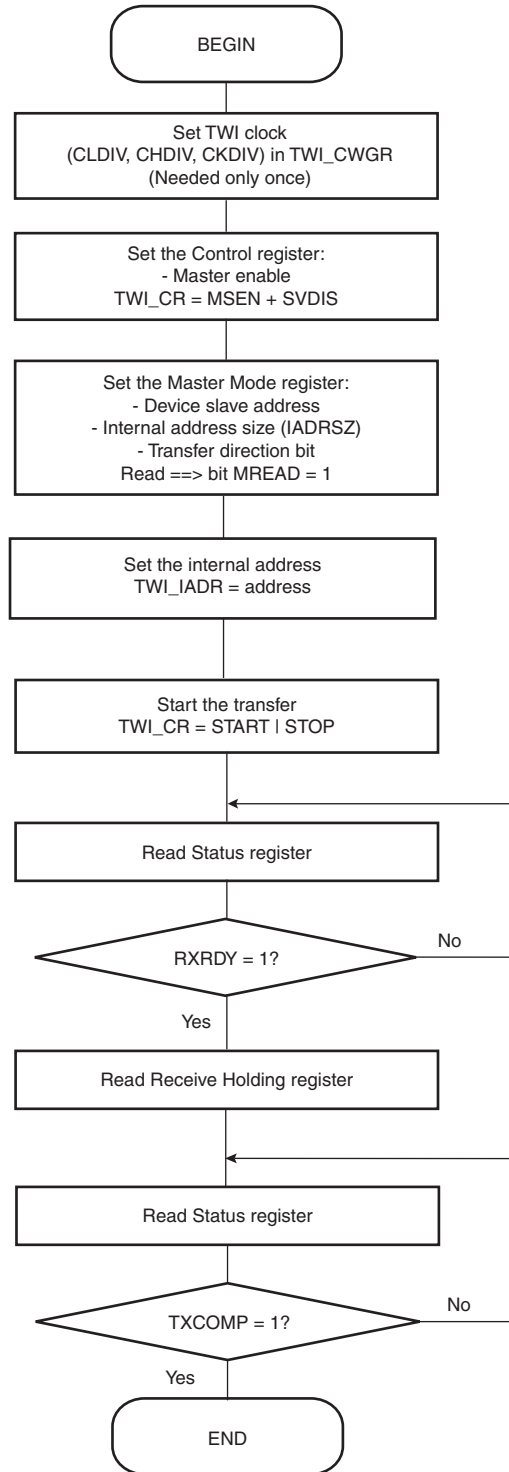 BEGIN
Set TWI clock
(CLDIV, CHDIV, CKDIV) in TWI_CWGR
(Needed only once)
Set the Control register:
- Master enable
TWI_CR = MSEN + SVDIS
Set the Master Mode register:
- Device slave address
- Internal address size (IADRSZ)
- Transfer direction bit
Read ==> bit MREAD = 1
Set the internal address
TWI_IADR = address
Start the transfer
TWI_CR = START | STOP
Read Status register
RXRDY = 1?
No
Yes
Read Receive Holding register
Read Status register
TXCOMP = 1?
No
Yes
END